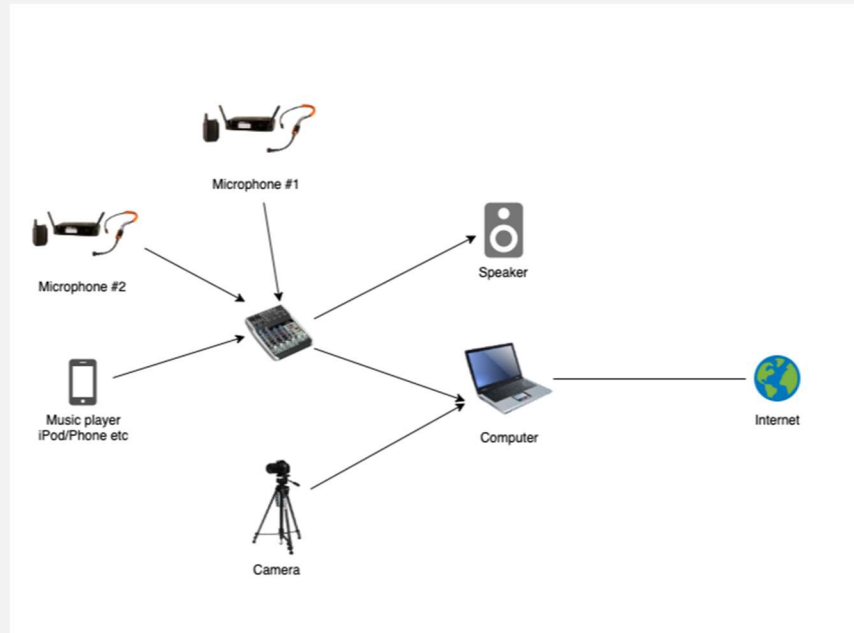 Microphone #1
Microphone #2
Speaker
Music player
iPod/Phone etc
Computer
Internet
Camera